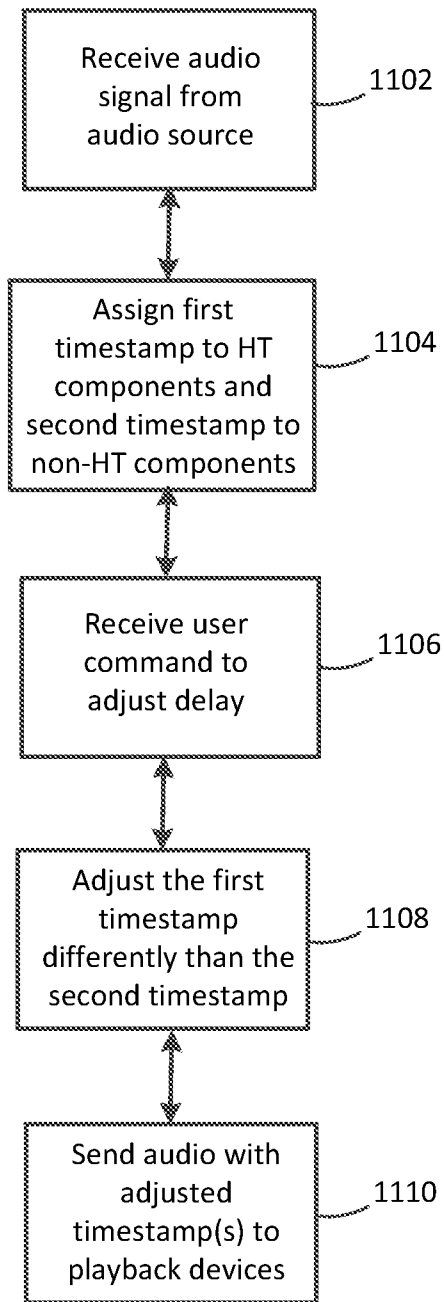 Receive audio
signal from
audio source
1102
Assign first
timestamp to HT
components and
second timestamp to
non-HT components
1104
Receive user
command to
adjust delay
1106
Adjust the first
timestamp
differently than the
second timestamp
1108
Send audio with
adjusted
timestamp(s) to
playback devices
1110